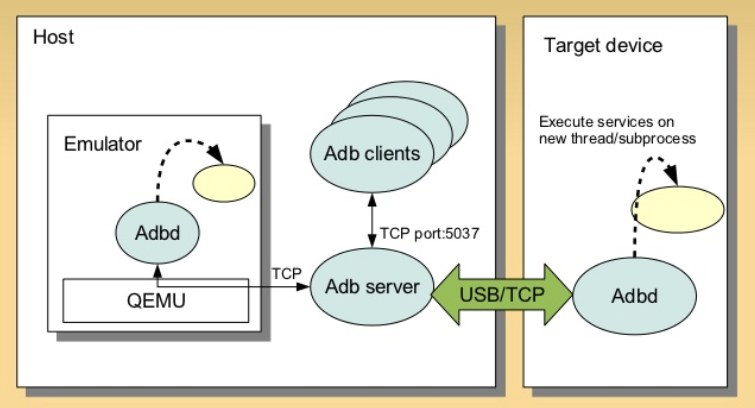 Host
Target device
Execute services on
new thread/subprocess
Emulator
Adb clients
Adbd
TCP port:5037
TCP
QEMU
Adb server
USB/TCP
Adbd